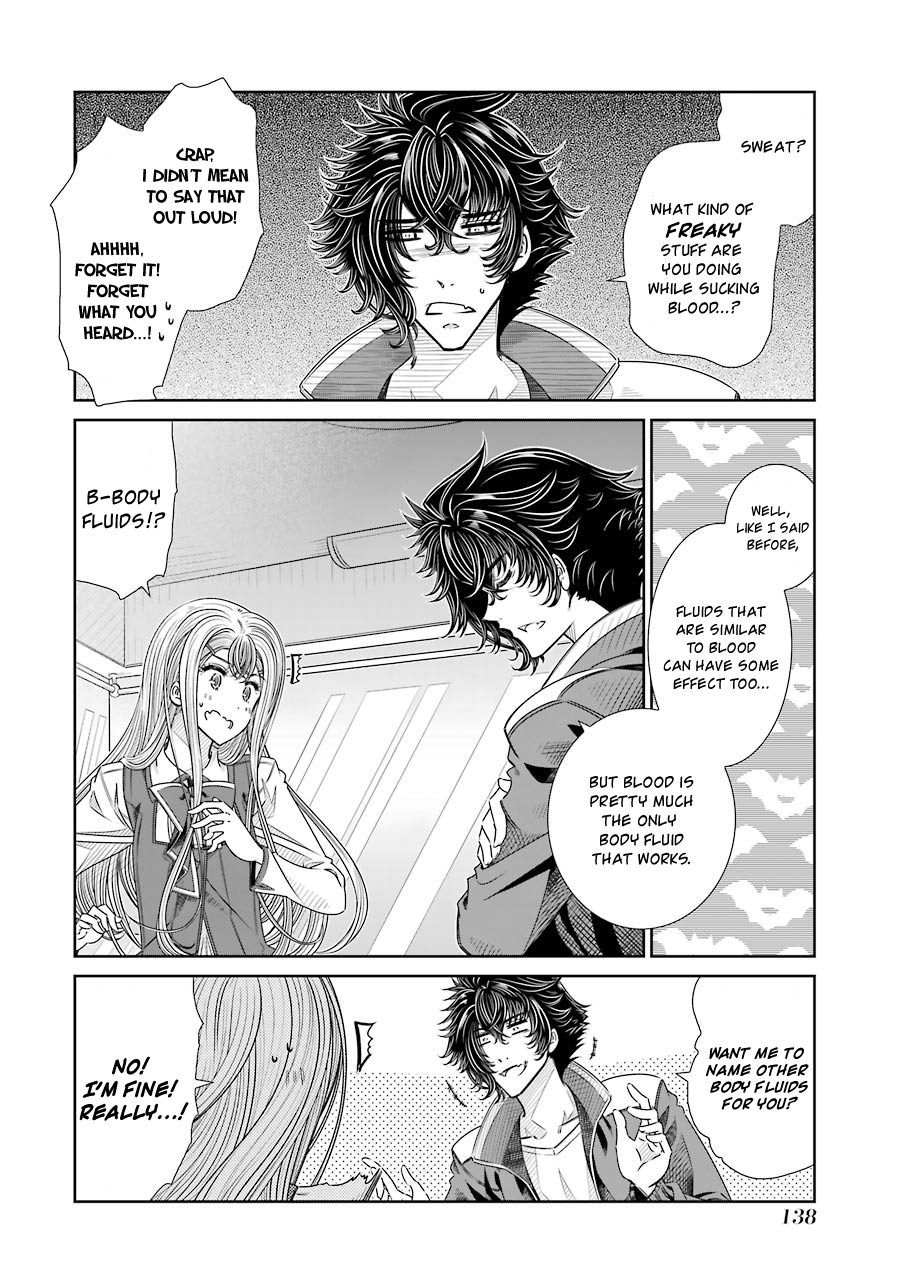 SWEAT?
WHAT KIND OF
FREAKY
STUFF ARE
YOU DOING
WHILE SUCKING
BLOOD...?
CRAP,
I DIDN'T MEAN
TO SAY THAT
OUT LOUD!
AHHHH,
FORGET IT!
FORGET
WHAT YOU
HEARD...!
WELL,
LIKE I SAID
BEFORE,
FLUIDS THAT
ARE SIMILAR
TO BLOOD
CAN HAVE SOME
EFFECT TOO...
BUT BLOOD IS
PRETTY MUCH
THE ONLY
BODY FLUID
THAT WORKS.
B-BODY
FLUIDS!?
WANT ME TO
NAME OTHER
BODY FLUIDS
FOR YOU?
NO!
I'M FINE!
REALLY...!
138